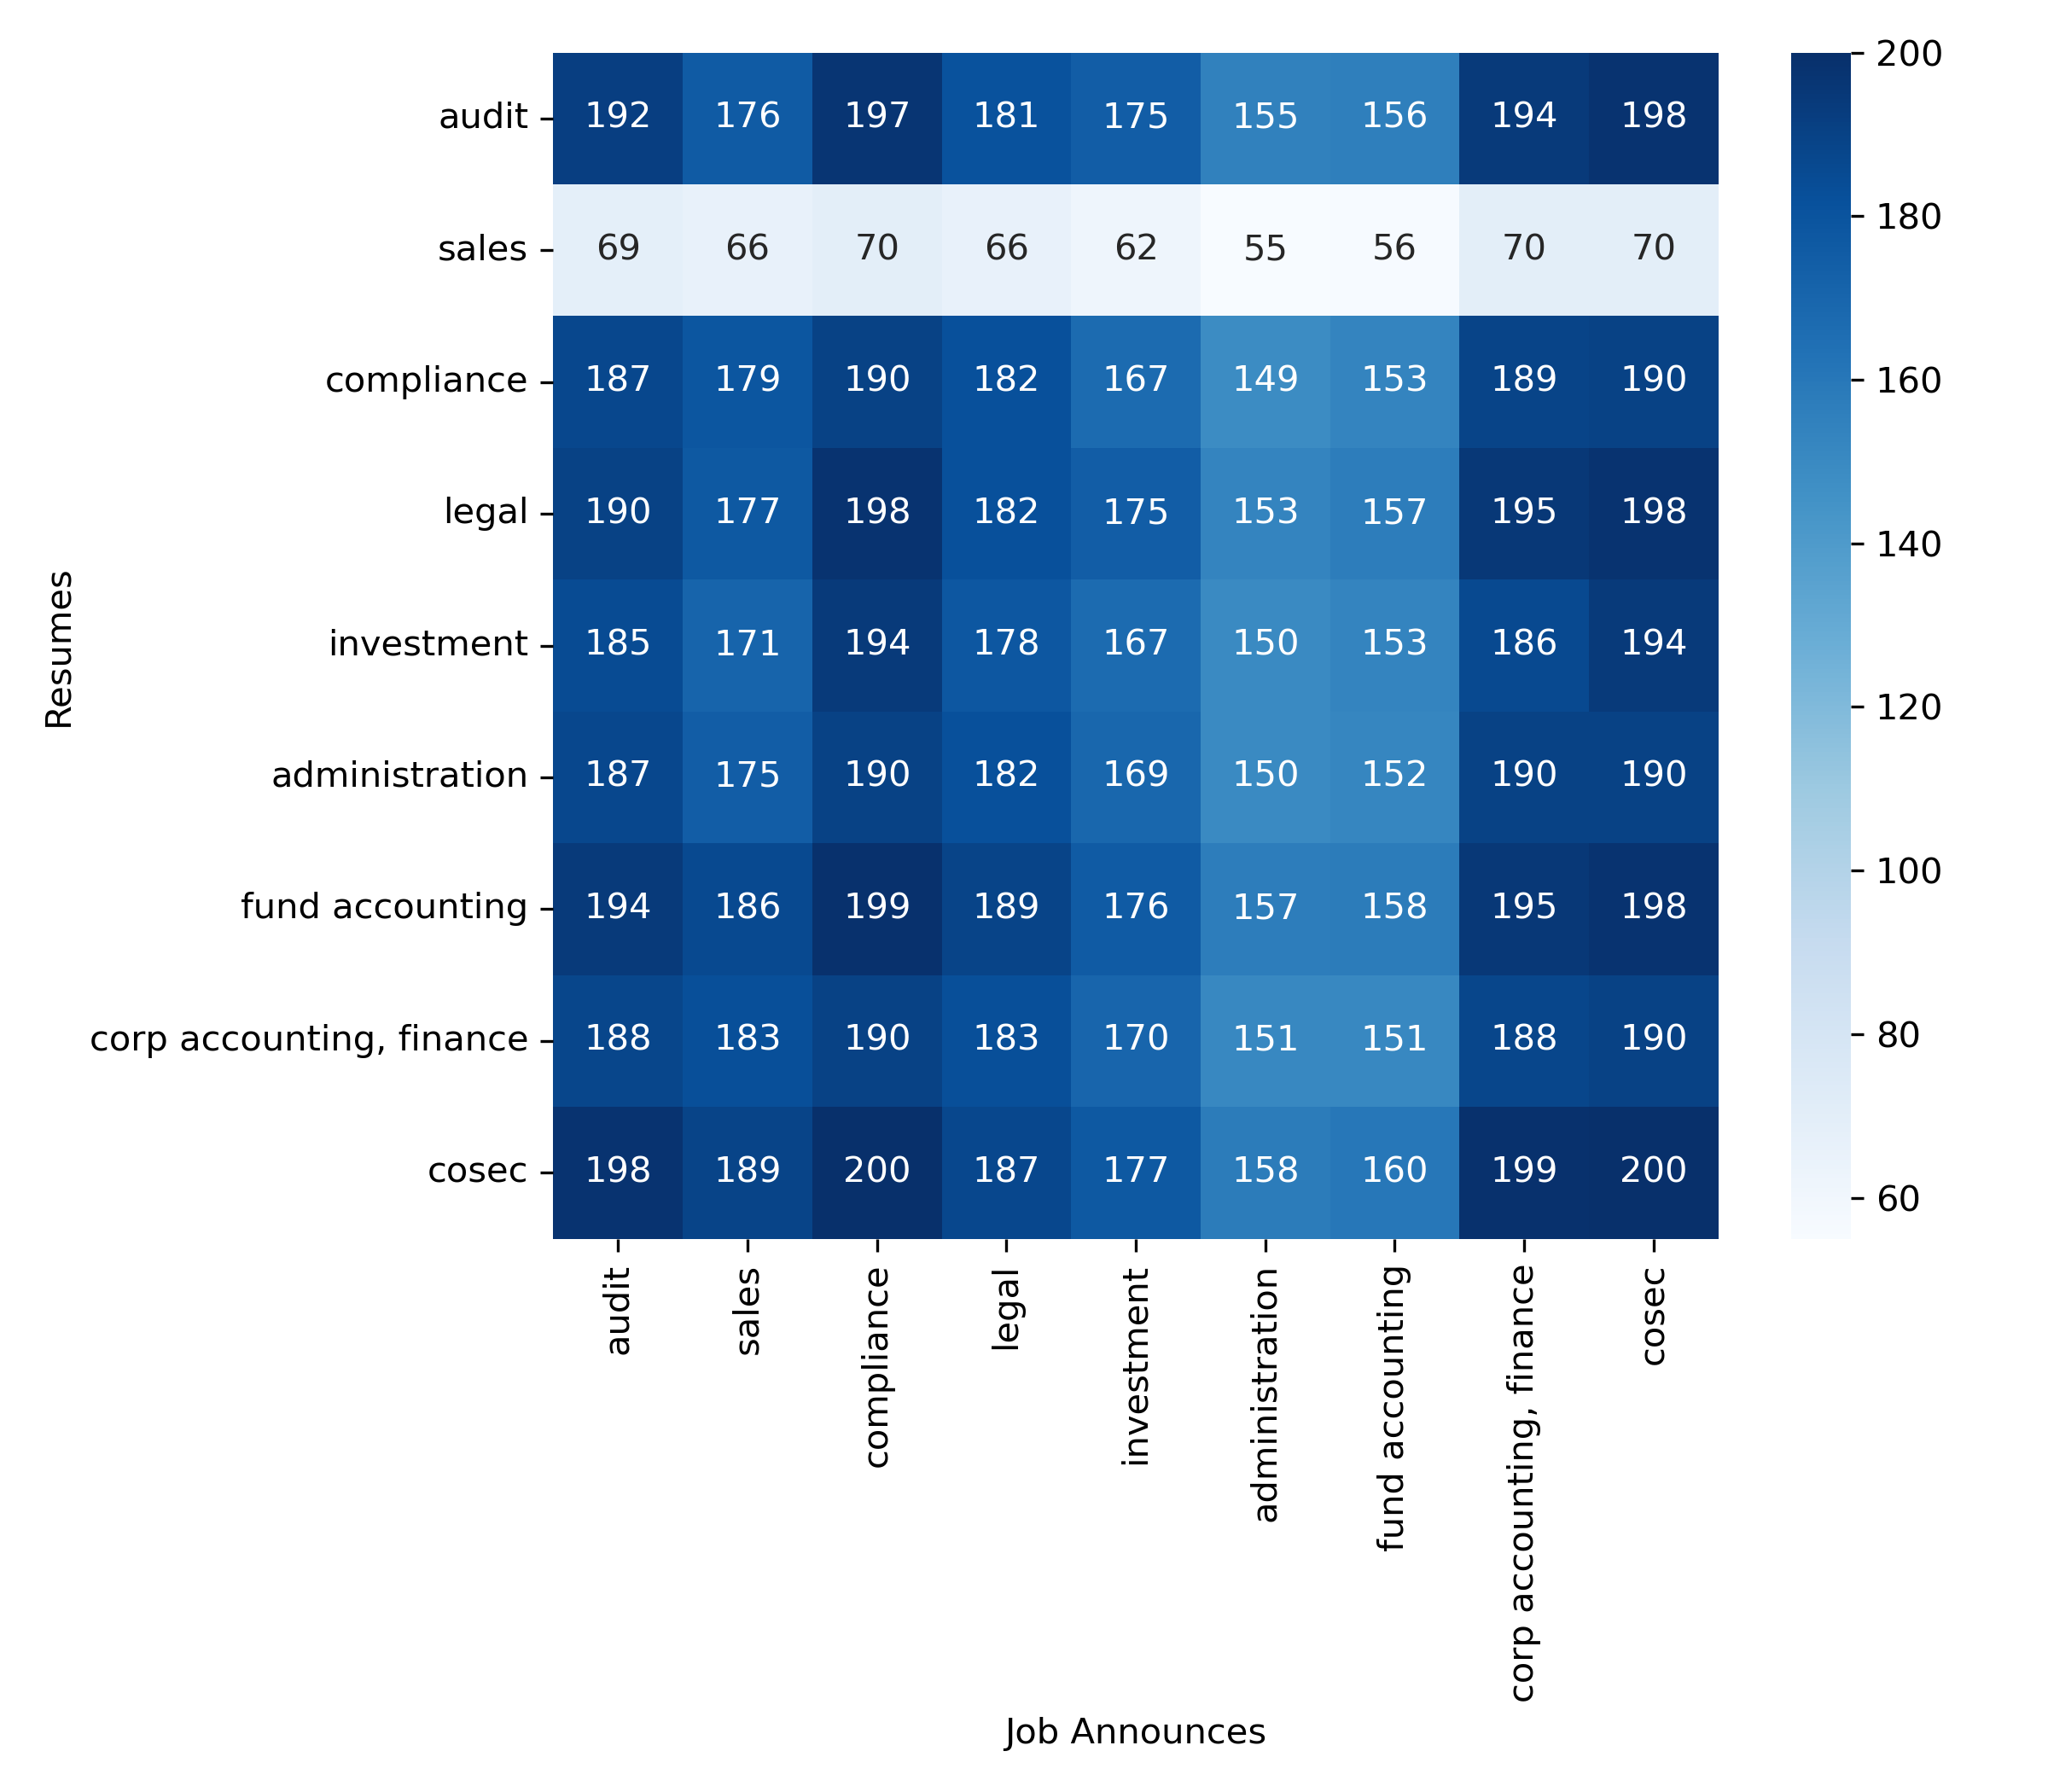 audit 192 176 197 181 175 155 156 194 198
sales 69 66 70 66 62 55 56 70 70
compliance 187 179 190 182 167 149 153 189 190
legal 190 177 198 182 175 153 157 195 198
investment 185 171 194 178 167 150 153 186 194
administration 187 175 190 182 169 150 152 190 190
fund accounting 194 186 199 189 176 157 158 195 198
corp accounting, finance 188 183 190 183 170 151 151 188 190
cosec 198 189 200 187 177 158 160 199 200
Resumes
audit
sales
compliance
legal
investment
administration
fund accounting
corp accounting, finance
cosec
Job Announces
200
180
160
140
120
100
80
60